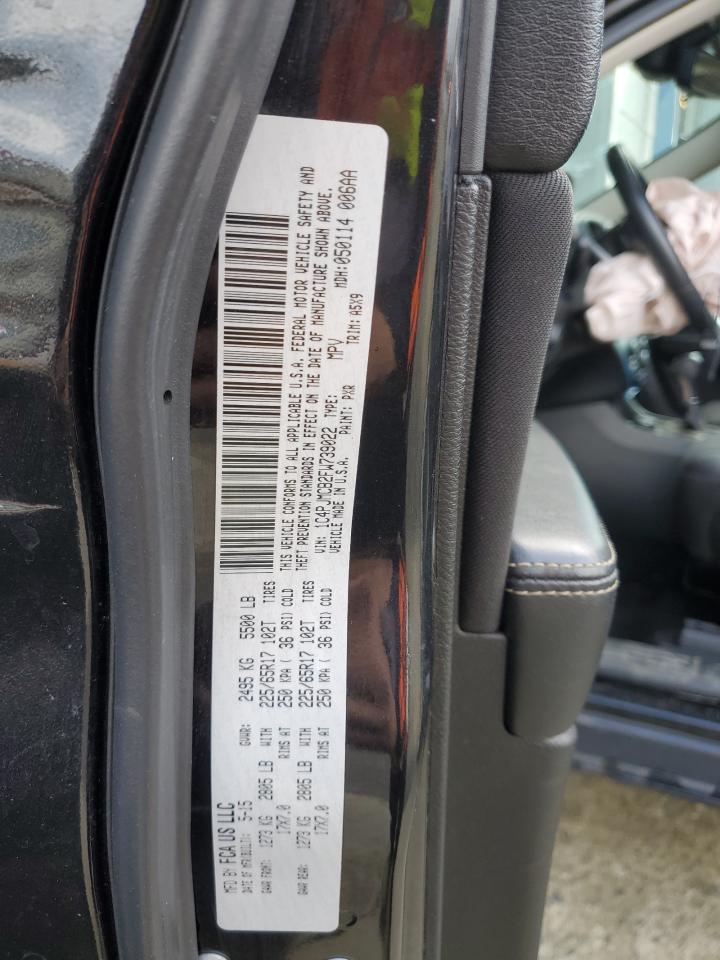 MFD BY FCA US LLC
DATE OF MFR(BUILT): 5-15 GVWR: 2495 KG 5500 LB
GAWR FRONT: 1273 KG 2805 LB WITH 225/65R17 102T TIRES
17X7.0 RIMS AT 250 KPA ( 36 PSI) COLD
GAWR REAR: 1273 KG 2805 LB WITH 225/65R17 102T TIRES
17X7.0 RIMS AT 250 KPA ( 36 PSI) COLD
THIS VEHICLE CONFORMS TO ALL APPLICABLE U.S.A. FEDERAL MOTOR VEHICLE SAFETY AND
THEFT PREVENTION STANDARDS IN EFFECT ON THE DATE OF MANUFACTURE SHOWN ABOVE.
VIN: 1C4PJMCB2FW739022 TYPE: MPV MDH:050114 006AA
VEHICLE MADE IN U.S.A. PAINT: PXR TRIM: A5X9